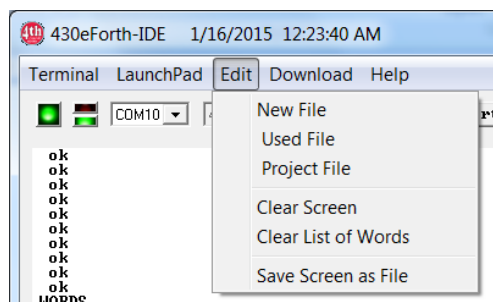 4th 430eForth-IDE 1/16/2015 12:23:40 AM
Terminal LaunchPad Edit Download Help
COM10
New File
Used File
Project File
Clear Screen
Clear List of Words
Save Screen as File
ok
ok
ok
ok
ok
ok
ok
ok
ok
ok
WORDS